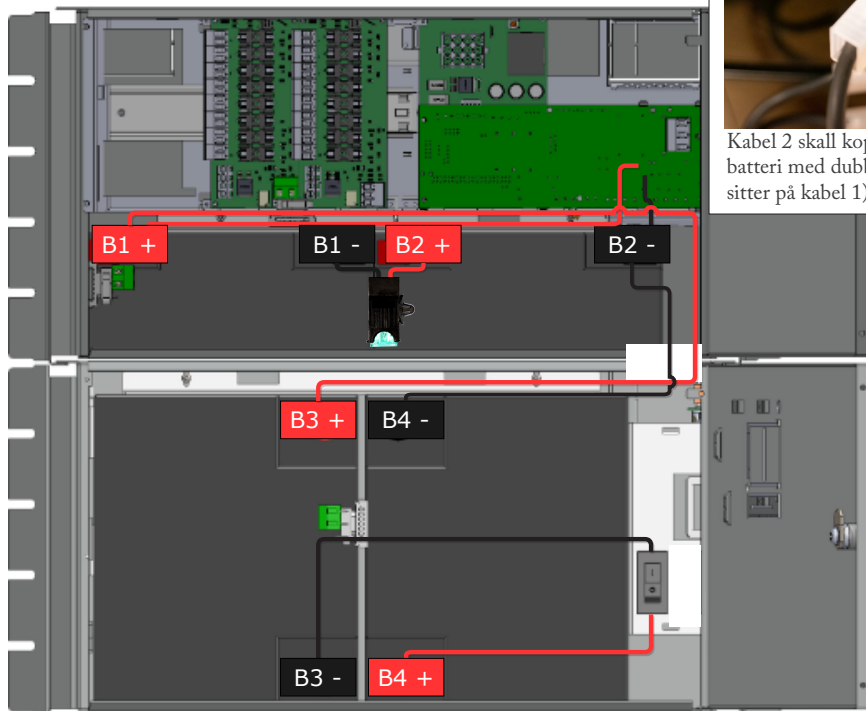 Kabel 2 skall kop
batteri med dubb
sitter på kabel 1)
B1 +
B1 -
B2 +
B2 -
B3 +
B4 -
B3 -
B4 +